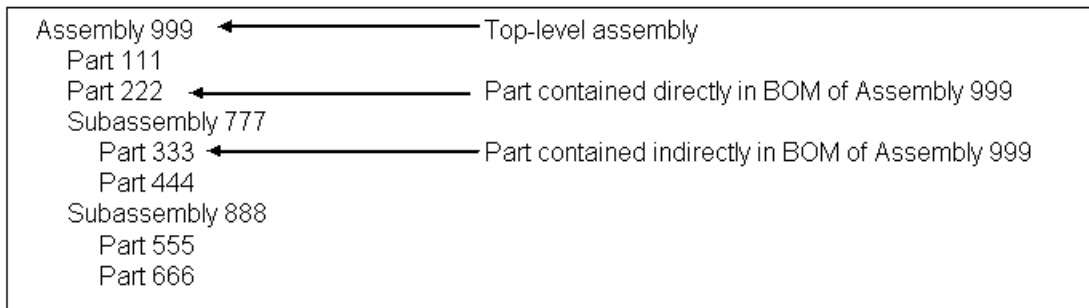 Assembly 999 Top-level assembly
Part 111
Part 222 Part contained directly in BOM of Assembly 999
Subassembly 777
Part 333 Part contained indirectly in BOM of Assembly 999
Part 444
Subassembly 888
Part 555
Part 666